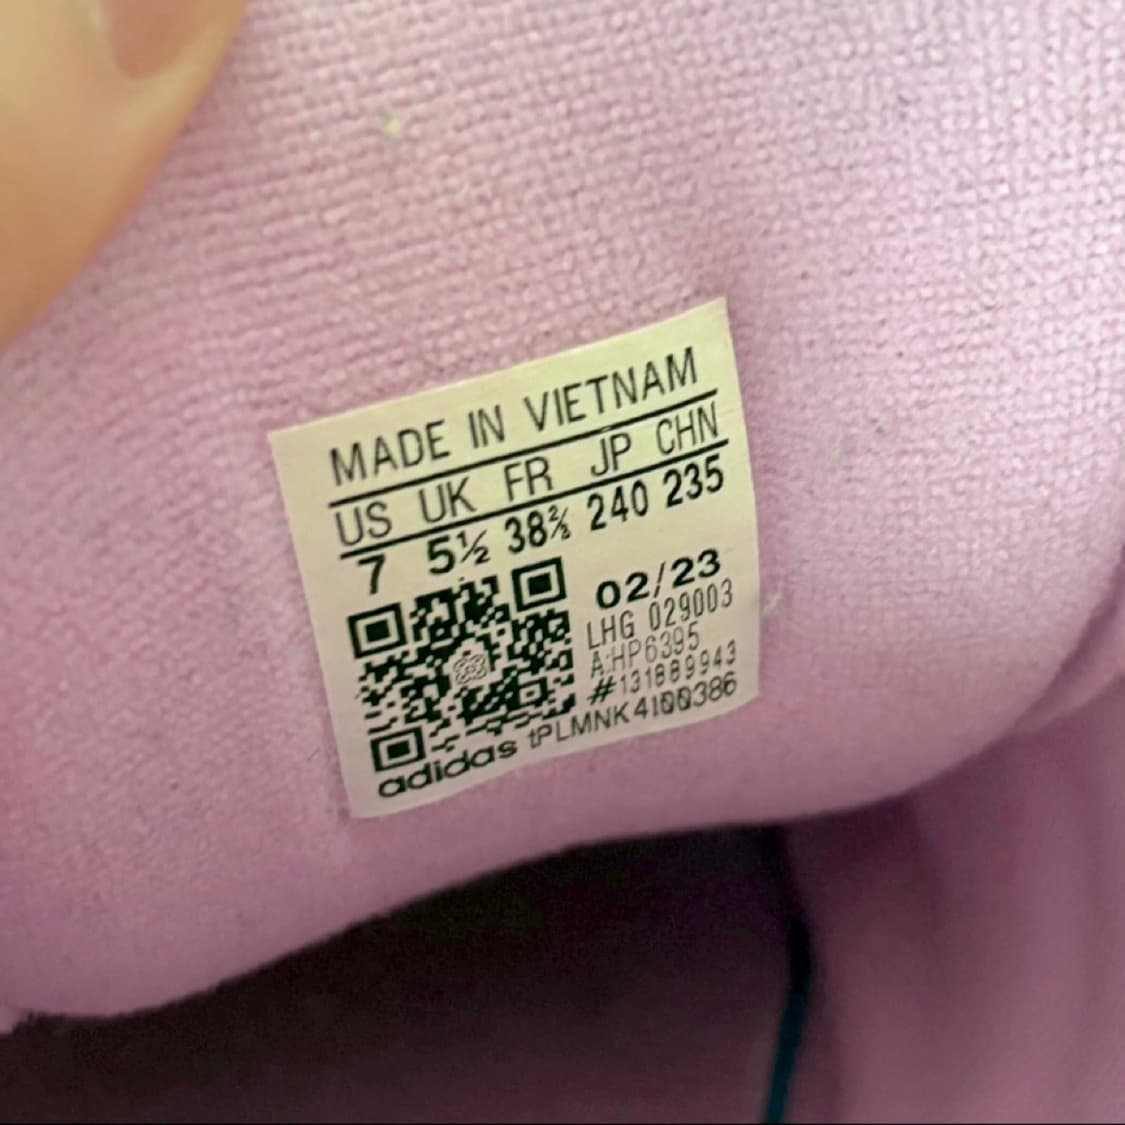 MADE IN VIETNAM
US UK FR JP CHN
7 5½ 38⅔ 240 235
02/23
LHG 029003
A:HP6395
#131889943
adidas tPLMNK4100386